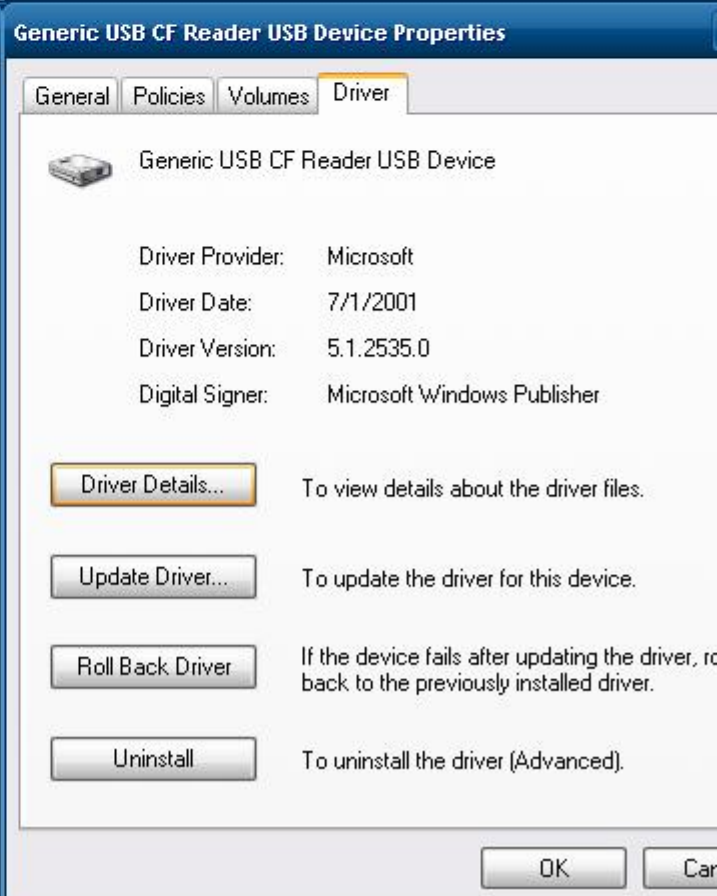 Generic USB CF Reader USB Device Properties
General Policies Volumes Driver
Generic USB CF Reader USB Device
Driver Provider: Microsoft
Driver Date: 7/1/2001
Driver Version: 5.1.2535.0
Digital Signer: Microsoft Windows Publisher
Driver Details... To view details about the driver files.
Update Driver... To update the driver for this device.
Roll Back Driver If the device fails after updating the driver, ro
back to the previously installed driver.
Uninstall To uninstall the driver (Advanced).
OK Can